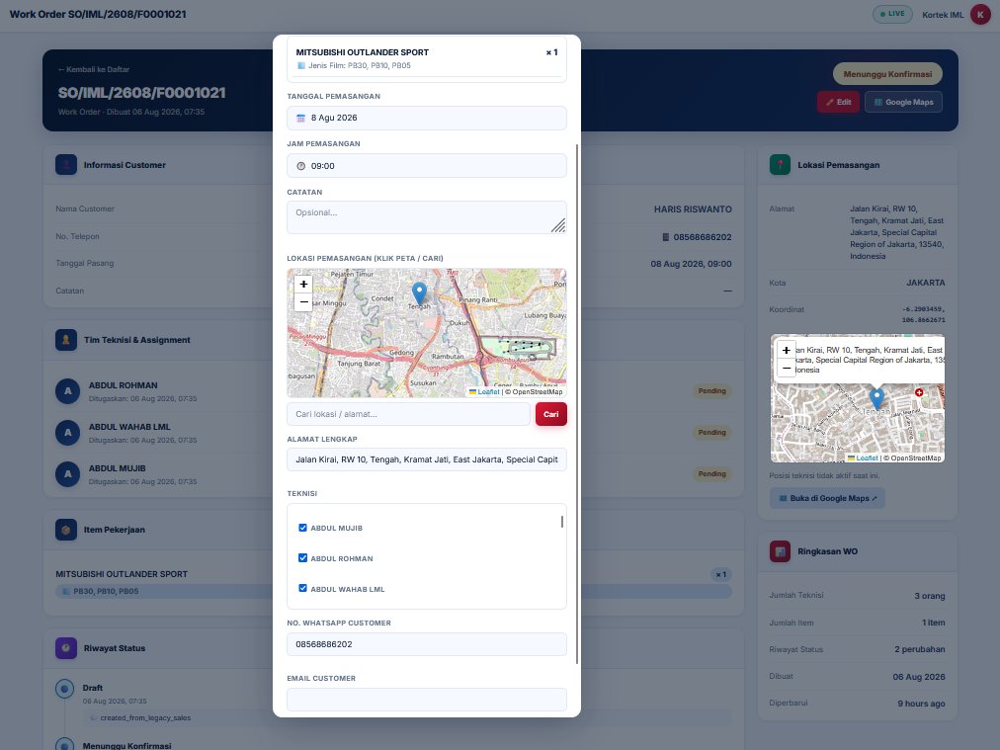 Work Order SO/IML/2608/F0001021
LIVE
Kortek IML
K
← Kembali ke Daftar
SO/IML/2608/F0001021
Work Order · Dibuat 06 Aug 2026, 07:35
Menunggu Konfirmasi
Edit
Google Maps
Informasi Customer
Nama Customer
HARIS RISWANTO
No. Telepon
08568686202
Tanggal Pasang
08 Aug 2026, 09:00
Catatan
—
Tim Teknisi & Assignment
A
ABDUL ROHMAN
Ditugaskan: 06 Aug 2026, 07:35
Pending
A
ABDUL WAHAB LML
Ditugaskan: 06 Aug 2026, 07:35
Pending
A
ABDUL MUJIB
Ditugaskan: 06 Aug 2026, 07:35
Pending
Item Pekerjaan
MITSUBISHI OUTLANDER SPORT
× 1
PB30, PB10, PB05
Riwayat Status
Draft
06 Aug 2026, 07:35
created_from_legacy_sales
Menunggu Konfirmasi
MITSUBISHI OUTLANDER SPORT
× 1
Jenis Film: PB30, PB10, PB05
TANGGAL PEMASANGAN
8 Agu 2026
JAM PEMASANGAN
09:00
CATATAN
Opsional...
LOKASI PEMASANGAN (KLIK PETA / CARI)
+
−
Pejaten Timur
ar Minggu
Condet
Tengah
Pinang Ranti
Lubang Buaya
Dukuh
Pasar Minggu
Gedong
Rambutan
Tanjung Barat
Susukan
bagusan
Ceger
Leaflet | © OpenStreetMap
Cari lokasi / alamat...
Cari
ALAMAT LENGKAP
Jalan Kirai, RW 10, Tengah, Kramat Jati, East Jakarta, Special Capit
TEKNISI
ABDUL MUJIB
ABDUL ROHMAN
ABDUL WAHAB LML
NO. WHATSAPP CUSTOMER
08568686202
EMAIL CUSTOMER
Lokasi Pemasangan
Alamat
Jalan Kirai, RW 10,
Tengah, Kramat Jati, East
Jakarta, Special Capital
Region of Jakarta, 13540,
Indonesia
Kota
JAKARTA
Koordinat
-6.2903459,
106.8662671
+
−
an Kirai, RW 10, Tengah, Kramat Jati, East
karta, Special Capital Region of Jakarta, 135
donesia
Tengah
Leaflet | © OpenStreetMap
Posisi teknisi tidak aktif saat ini.
Buka di Google Maps ↗
Ringkasan WO
Jumlah Teknisi
3 orang
Jumlah Item
1 item
Riwayat Status
2 perubahan
Dibuat
06 Aug 2026
Diperbarui
9 hours ago